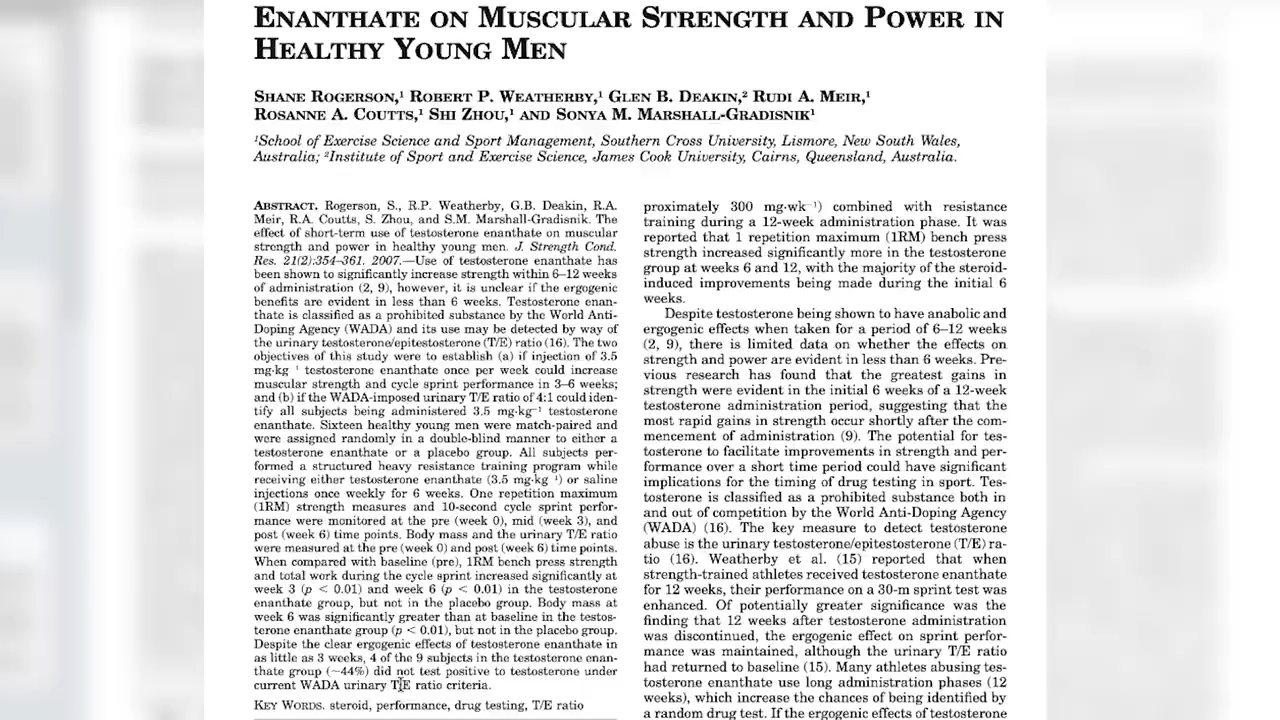 ENANTHATE ON MUSCULAR STRENGTH AND POWER IN
HEALTHY YOUNG MEN
SHANE ROGERSON,¹ ROBERT P. WEATHERBY,¹ GLEN B. DEAKIN,² RUDI A. MEIR,¹
ROSANNE A. COUTTS,¹ SHI ZHOU,¹ AND SONYA M. MARSHALL-GRADISNIK¹
¹School of Exercise Science and Sport Management, Southern Cross University, Lismore, New South Wales,
Australia; ²Institute of Sport and Exercise Science, James Cook University, Cairns, Queensland, Australia.
ABSTRACT. Rogerson, S., R.P. Weatherby, G.B. Deakin, R.A.
Meir, R.A. Coutts, S. Zhou, and S.M. Marshall-Gradisnik. The
effect of short-term use of testosterone enanthate on muscular
strength and power in healthy young men. J. Strength Cond.
Res. 21(2):354–361. 2007.—Use of testosterone enanthate has
been shown to significantly increase strength within 6–12 weeks
of administration (2, 9), however, it is unclear if the ergogenic
benefits are evident in less than 6 weeks. Testosterone enan-
thate is classified as a prohibited substance by the World Anti-
Doping Agency (WADA) and its use may be detected by way of
the urinary testosterone/epitestosterone (T/E) ratio (16). The two
objectives of this study were to establish (a) if injection of 3.5
mg·kg⁻¹ testosterone enanthate once per week could increase
muscular strength and cycle sprint performance in 3–6 weeks;
and (b) if the WADA-imposed urinary T/E ratio of 4:1 could iden-
tify all subjects being administered 3.5 mg·kg⁻¹ testosterone
enanthate. Sixteen healthy young men were match-paired and
were assigned randomly in a double-blind manner to either a
testosterone enanthate or a placebo group. All subjects per-
formed a structured heavy resistance training program while
receiving either testosterone enanthate (3.5 mg·kg⁻¹) or saline
injections once weekly for 6 weeks. One repetition maximum
(1RM) strength measures and 10-second cycle sprint perfor-
mance were monitored at the pre (week 0), mid (week 3), and
post (week 6) time points. Body mass and the urinary T/E ratio
were measured at the pre (week 0) and post (week 6) time points.
When compared with baseline (pre), 1RM bench press strength
and total work during the cycle sprint increased significantly at
week 3 (p < 0.01) and week 6 (p < 0.01) in the testosterone
enanthate group, but not in the placebo group. Body mass at
week 6 was significantly greater than at baseline in the testos-
terone enanthate group (p < 0.01), but not in the placebo group.
Despite the clear ergogenic effects of testosterone enanthate in
as little as 3 weeks, 4 of the 9 subjects in the testosterone enan-
thate group (~44%) did not test positive to testosterone under
current WADA urinary T/E ratio criteria.
KEY WORDS. steroid, performance, drug testing, T/E ratio
proximately 300 mg·wk⁻¹) combined with resistance
training during a 12-week administration phase. It was
reported that 1 repetition maximum (1RM) bench press
strength increased significantly more in the testosterone
group at weeks 6 and 12, with the majority of the steroid-
induced improvements being made during the initial 6
weeks.
Despite testosterone being shown to have anabolic and
ergogenic effects when taken for a period of 6–12 weeks
(2, 9), there is limited data on whether the effects on
strength and power are evident in less than 6 weeks. Pre-
vious research has found that the greatest gains in
strength were evident in the initial 6 weeks of a 12-week
testosterone administration period, suggesting that the
most rapid gains in strength occur shortly after the com-
mencement of administration (9). The potential for tes-
tosterone to facilitate improvements in strength and per-
formance over a short time period could have significant
implications for the timing of drug testing in sport. Tes-
tosterone is classified as a prohibited substance both in
and out of competition by the World Anti-Doping Agency
(WADA) (16). The key measure to detect testosterone
abuse is the urinary testosterone/epitestosterone (T/E) ra-
tio (16). Weatherby et al. (15) reported that when
strength-trained athletes received testosterone enanthate
for 12 weeks, their performance on a 30-m sprint test was
enhanced. Of potentially greater significance was the
finding that 12 weeks after testosterone administration
was discontinued, the ergogenic effect on sprint perfor-
mance was maintained, although the urinary T/E ratio
had returned to baseline (15). Many athletes abusing tes-
tosterone enanthate use long administration phases (12
weeks), which increase the chances of being identified by
a random drug test. If the ergogenic effects of testosterone